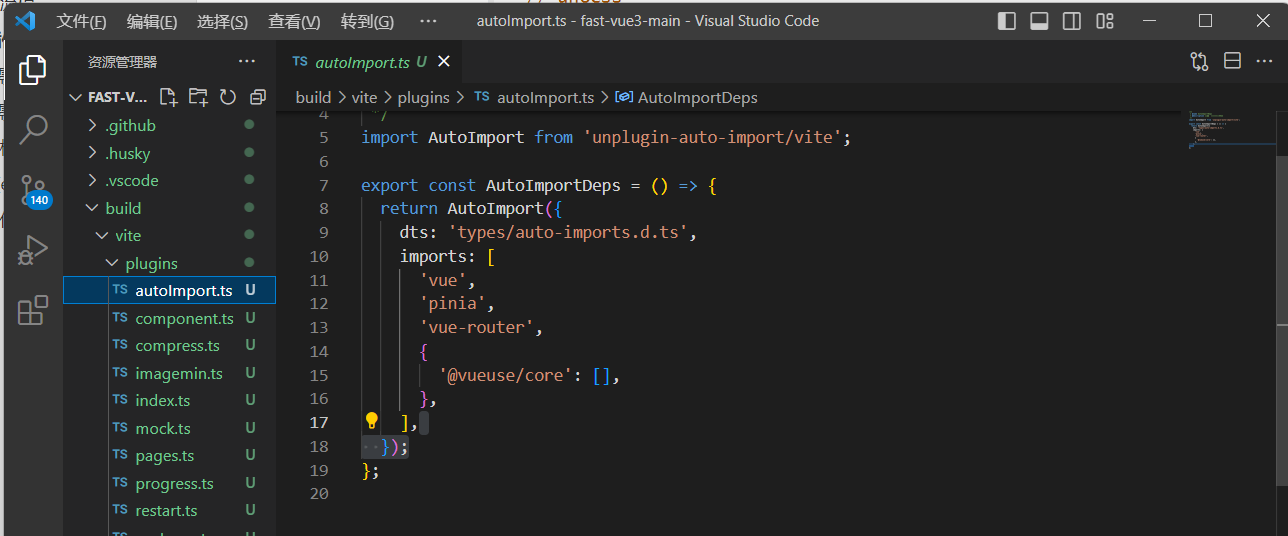 // unocss
文件(F) 编辑(E) 选择(S) 查看(V) 转到(G) ··· autoImport.ts - fast-vue3-main - Visual Studio Code
资源管理器 ···
TS autoImport.ts U
FAST-V...
build > vite > plugins > TS autoImport.ts > AutoImportDeps
.github
.husky
.vscode
140
build
vite
plugins
TS autoImport.ts U
TS component.ts U
TS compress.ts U
TS imagemin.ts U
TS index.ts U
TS mock.ts U
TS pages.ts U
TS progress.ts U
TS restart.ts U
4 */
5 import AutoImport from 'unplugin-auto-import/vite';
6
7 export const AutoImportDeps = () => {
8 return AutoImport({
9 dts: 'types/auto-imports.d.ts',
10 imports: [
11 'vue',
12 'pinia',
13 'vue-router',
14 {
15 '@vueuse/core': [],
16 },
17 ],
18 });
19 };
20